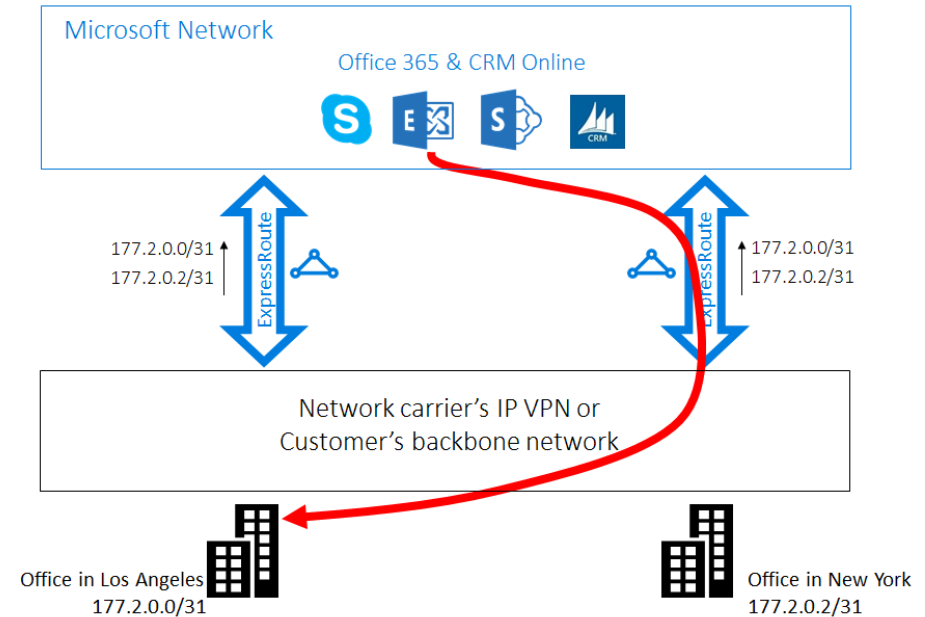 Microsoft Network
Office 365 & CRM Online
S
E
S
CRM
177.2.0.0/31
177.2.0.2/31
ExpressRoute
ExpressRoute
177.2.0.0/31
177.2.0.2/31
Network carrier's IP VPN or
Customer's backbone network
Office in Los Angeles
177.2.0.0/31
Office in New York
177.2.0.2/31